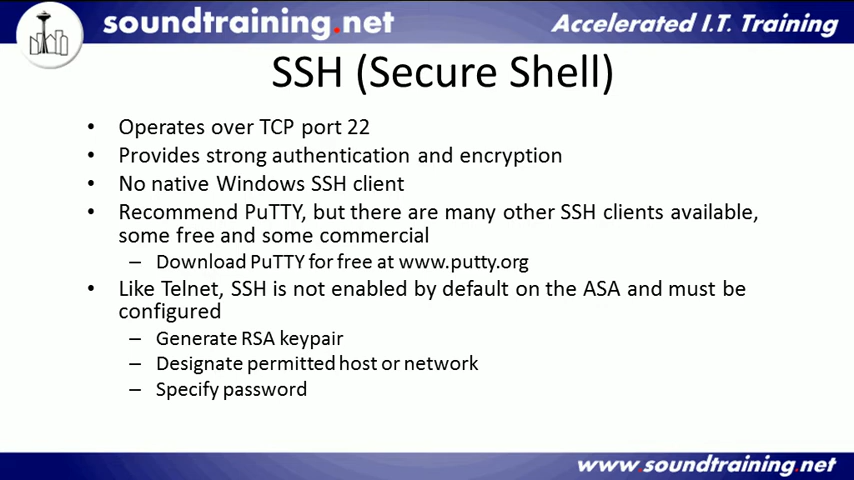 soundtraining.net
Accelerated I.T. Training
SSH (Secure Shell)
• Operates over TCP port 22
• Provides strong authentication and encryption
• No native Windows SSH client
• Recommend PuTTY, but there are many other SSH clients available,
some free and some commercial
– Download PuTTY for free at www.putty.org
• Like Telnet, SSH is not enabled by default on the ASA and must be
configured
– Generate RSA keypair
– Designate permitted host or network
– Specify password
www.soundtraining.net